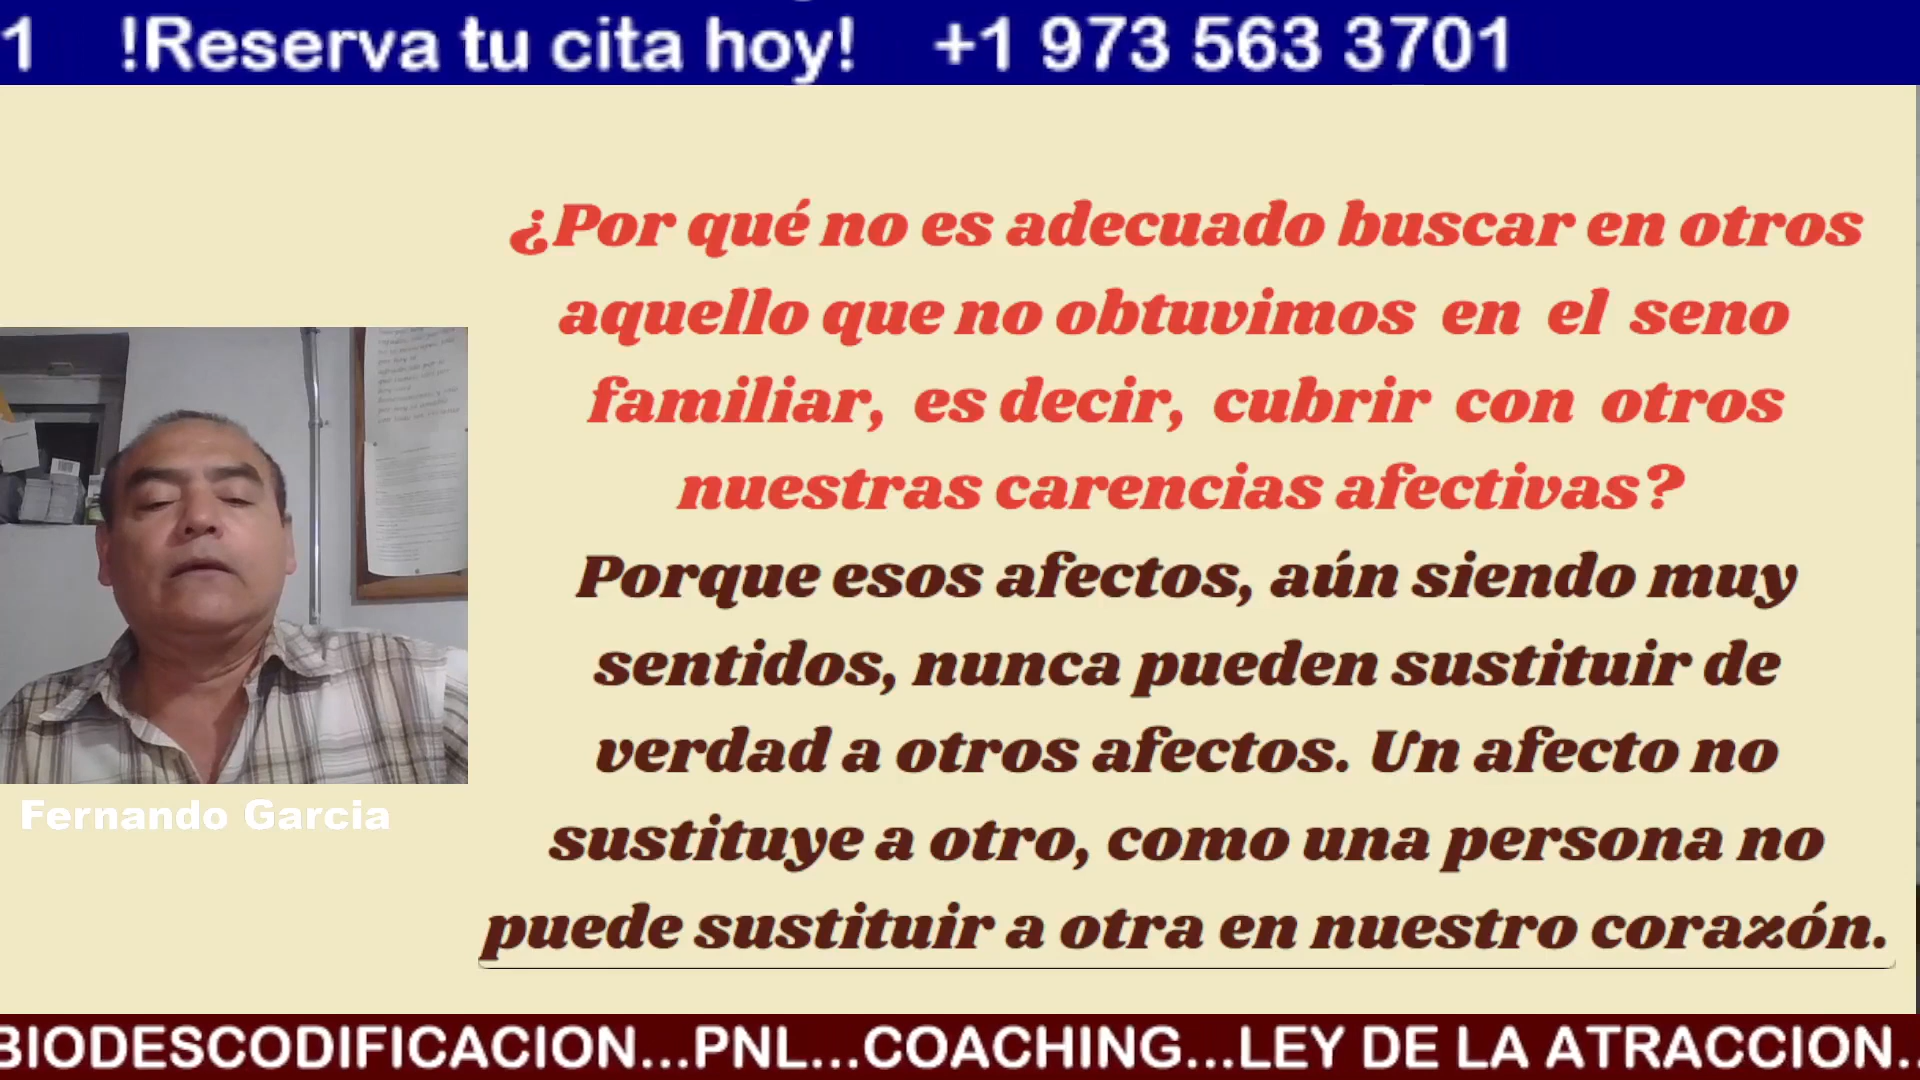 1 !Reserva tu cita hoy! +1 973 563 3701
¿Por qué no es adecuado buscar en otros
aquello que no obtuvimos en el seno
familiar, es decir, cubrir con otros
nuestras carencias afectivas?
Porque esos afectos, aún siendo muy
sentidos, nunca pueden sustituir de
verdad a otros afectos. Un afecto no
sustituye a otro, como una persona no
puede sustituir a otra en nuestro corazón.
Fernando Garcia
BIODESCODIFICACION...PNL...COACHING...LEY DE LA ATRACCION..